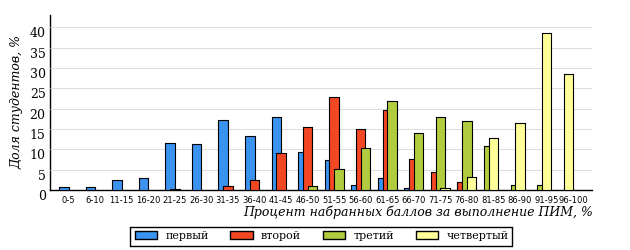 Доля студентов, %
40
35
30
25
20
15
10
5
0
0-5 6-10 11-15 16-20 21-25 26-30 31-35 36-40 41-45 46-50 51-55 56-60 61-65 66-70 71-75 76-80 81-85 86-90 91-95 96-100
Процент набранных баллов за выполнение ПИМ, %
первый второй третий четвертый